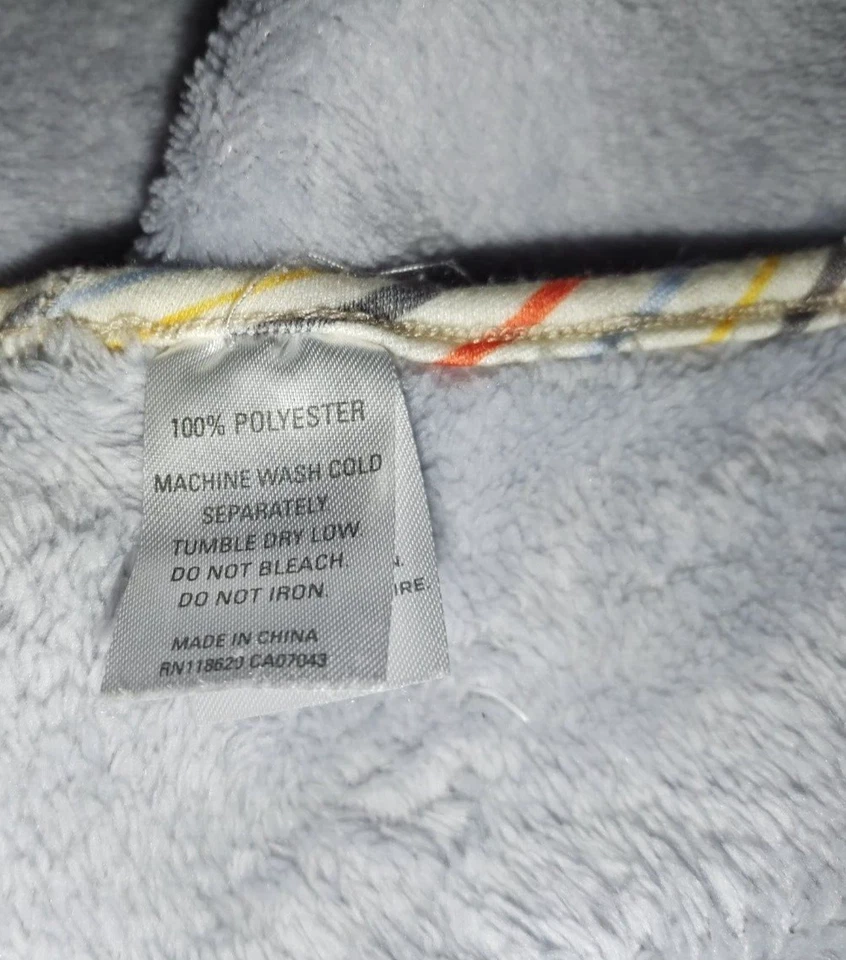 100% POLYESTER
MACHINE WASH COLD
SEPARATELY
TUMBLE DRY LOW
DO NOT BLEACH.
DO NOT IRON.
MADE IN CHINA
RN118620 CA07043
N.
IRE.